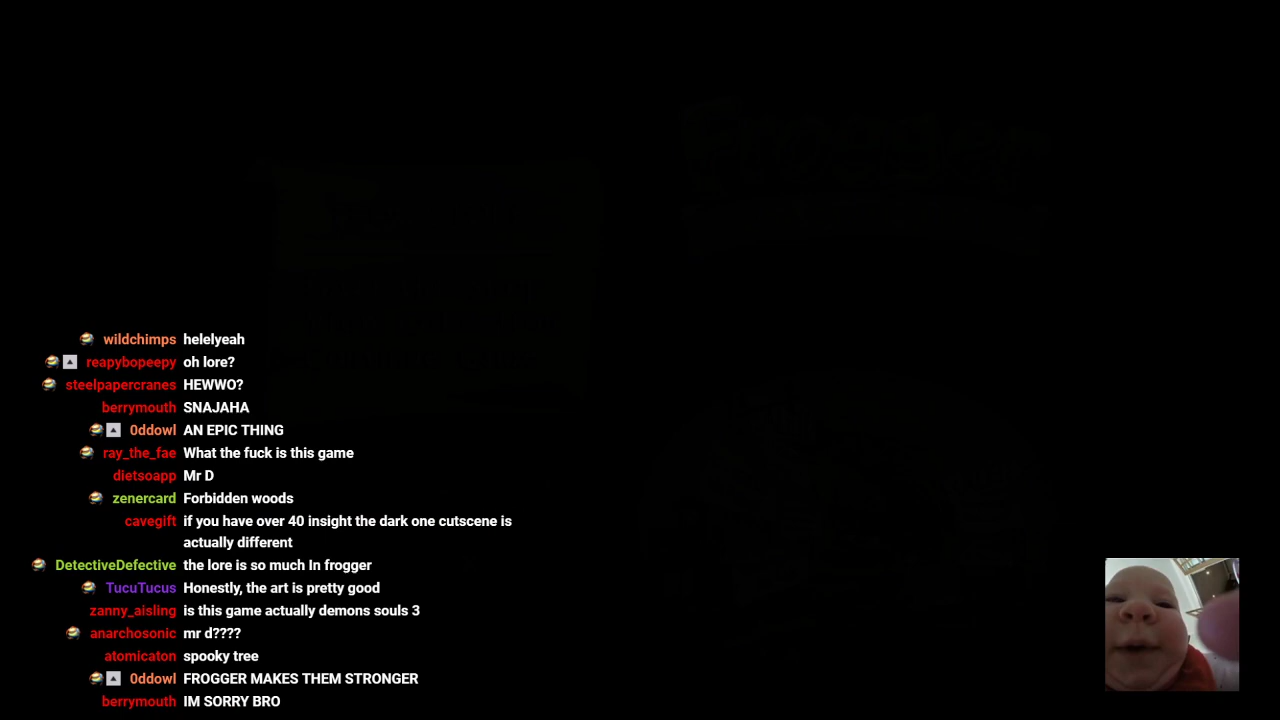 wildchimps helelyeah
reapybopeepy oh lore?
steelpapercranes HEWWO?
berrymouth SNAJAHA
0ddowl AN EPIC THING
ray_the_fae What the fuck is this game
dietsoapp Mr D
zenercard Forbidden woods
cavegift if you have over 40 insight the dark one cutscene is
actually different
DetectiveDefective the lore is so much In frogger
TucuTucus Honestly, the art is pretty good
zanny_aisling is this game actually demons souls 3
anarchosonic mr d????
atomicaton spooky tree
0ddowl FROGGER MAKES THEM STRONGER
berrymouth IM SORRY BRO